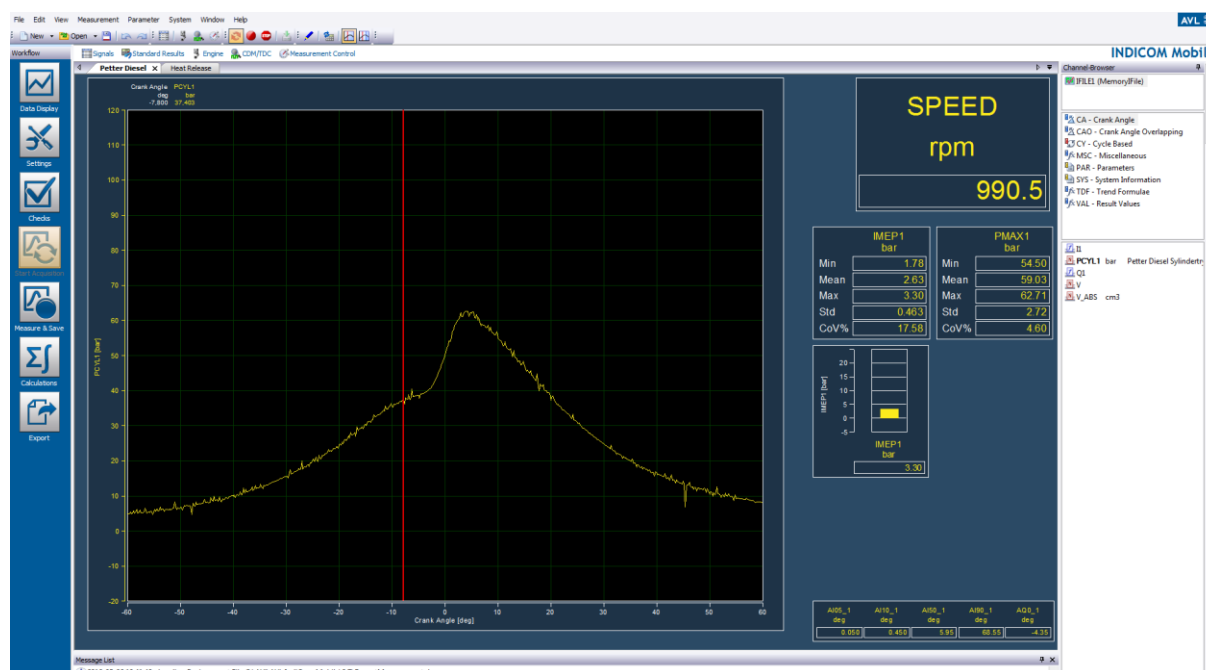 File Edit View Measurement Parameter System Window Help
AVL
New Open
Workflow
Signals Standard Results Engine CDM/TDC Measurement Control
INDICOM Mobil
Petter Diesel X Heat Release
Channel-Browser
IFILE1 (MemoryIFile)
Data Display
Settings
Checks
Start Acquisition
Measure & Save
Calculations
Export
Crank Angle PCYL1
deg bar
-7,800 37,403
120
110
100
90
80
70
60
50
40
30
20
10
0
-10
-20
PCYL1 [bar]
-60 -50 -40 -30 -20 -10 0 10 20 30 40 50 60
Crank Angle [deg]
SPEED
rpm
990.5
IMEP1
bar
Min 1.78
Mean 2.63
Max 3.30
Std 0.463
CoV% 17.58
PMAX1
bar
Min 54.50
Mean 59.03
Max 62.71
Std 2.72
CoV% 4.60
20
15
10
5
0
-5
IMEP1 [bar]
IMEP1
bar
3.30
AI05_1 AI10_1 AI50_1 AI90_1 AQ0_1
deg deg deg deg deg
0.050 0.450 5.95 68.55 -4.35
CA - Crank Angle
CAO - Crank Angle Overlapping
CY - Cycle Based
MSC - Miscellaneous
PAR - Parameters
SYS - System Information
TDF - Trend Formulae
VAL - Result Values
I1
PCYL1 bar Petter Diesel Sylindertry
Q1
V
V_ABS cm3
Message List